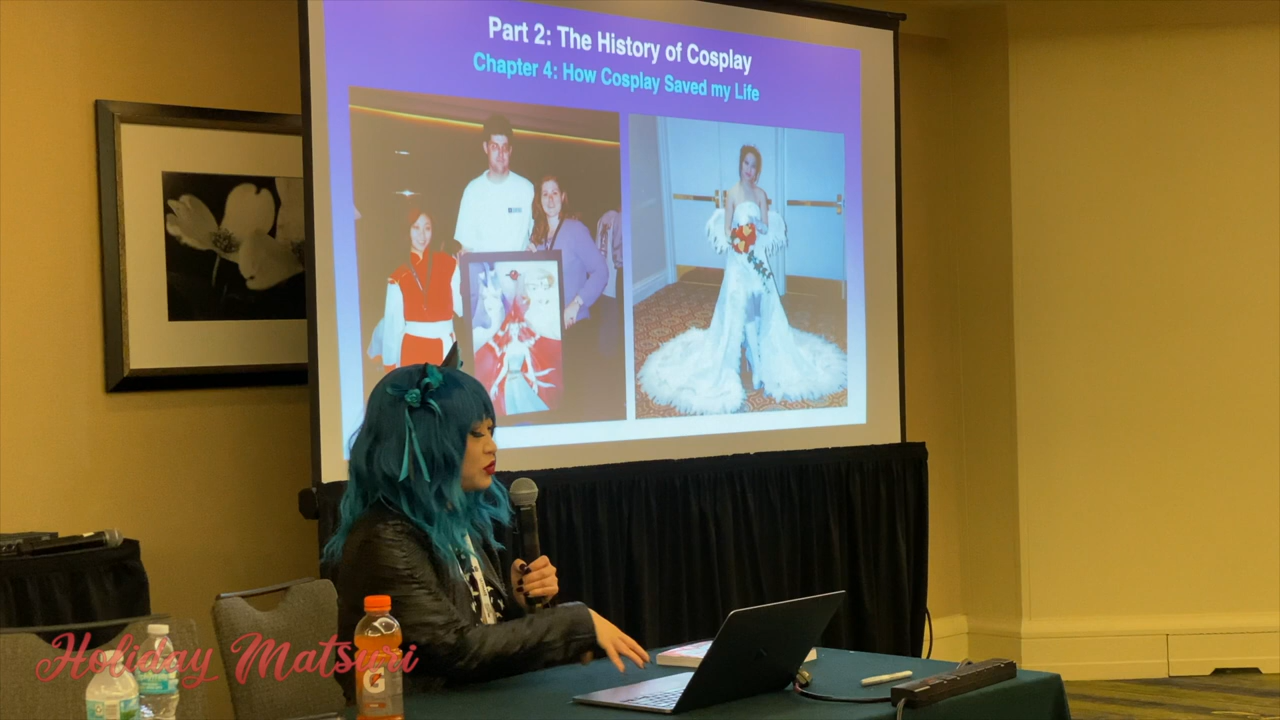 Part 2: The History of Cosplay
Chapter 4: How Cosplay Saved my Life
Holiday Matsuri
G